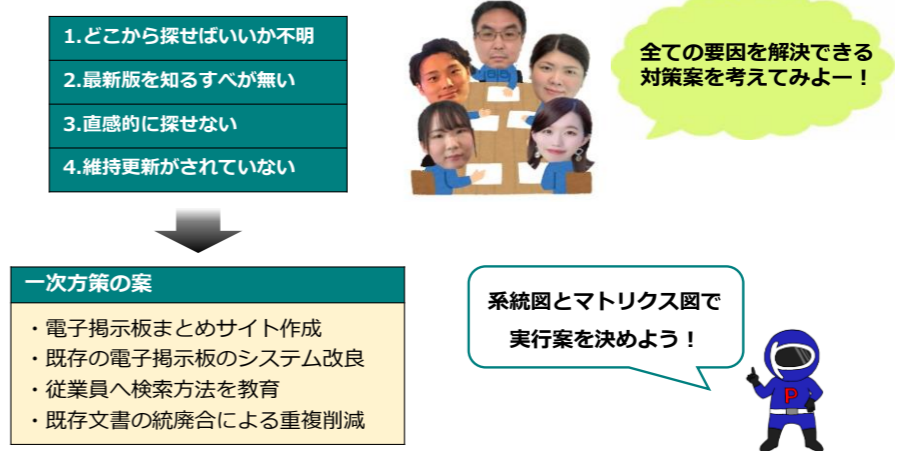 1.どこから探せばいいか不明
2.最新版を知るすべが無い
3.直感的に探せない
4.維持更新がされていない
全ての要因を解決できる
対策案を考えてみよー！
一次方策の案
・電子掲示板まとめサイト作成
・既存の電子掲示板のシステム改良
・従業員へ検索方法を教育
・既存文書の統廃合による重複削減
系統図とマトリクス図で
実行案を決めよう！
P